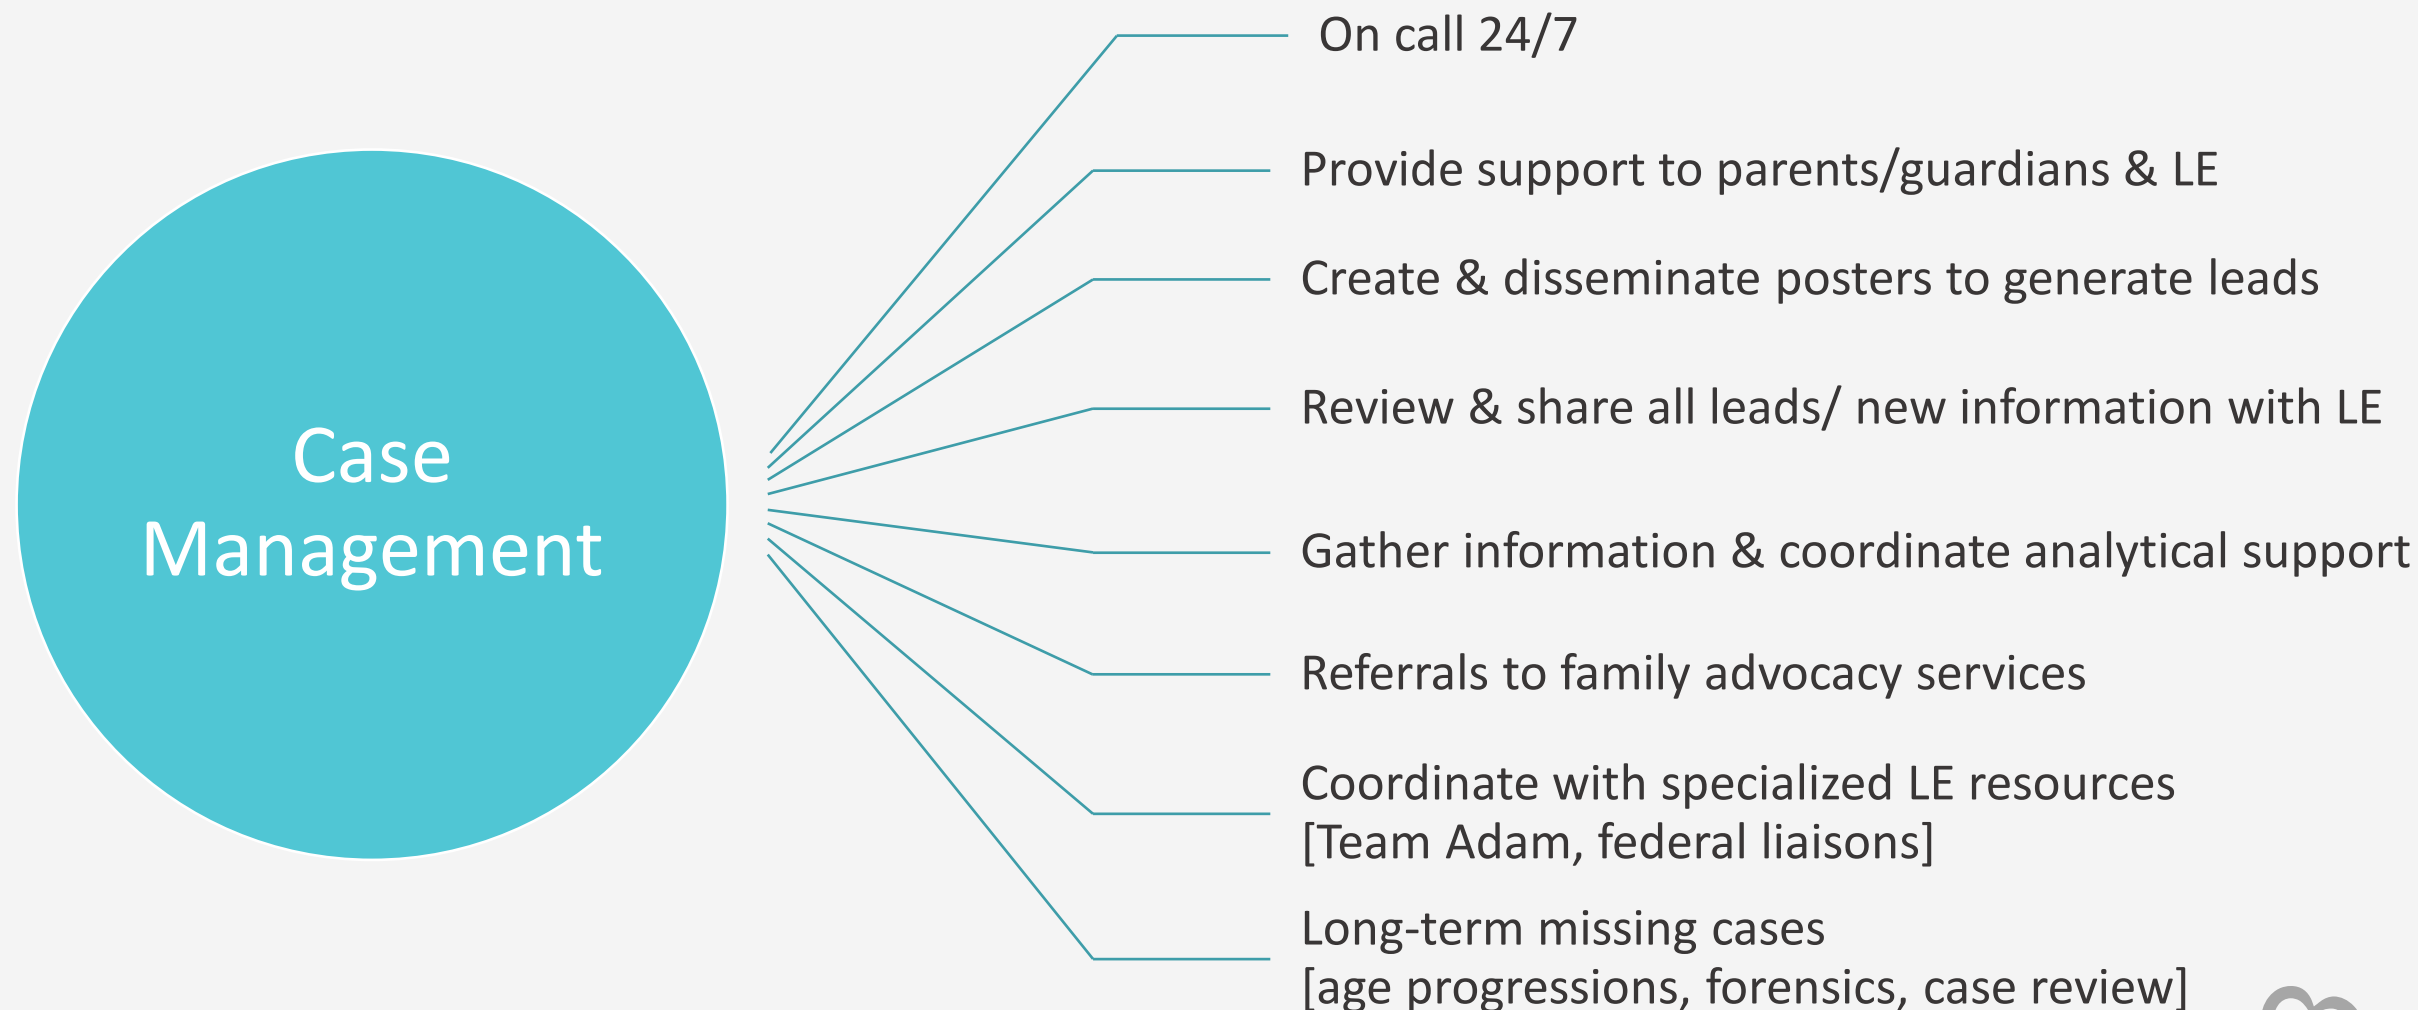 Case
Management
On call 24/7
Provide support to parents/guardians & LE
Create & disseminate posters to generate leads
Review & share all leads/ new information with LE
Gather information & coordinate analytical support
Referrals to family advocacy services
Coordinate with specialized LE resources
[Team Adam, federal liaisons]
Long-term missing cases
[age progressions, forensics, case review]